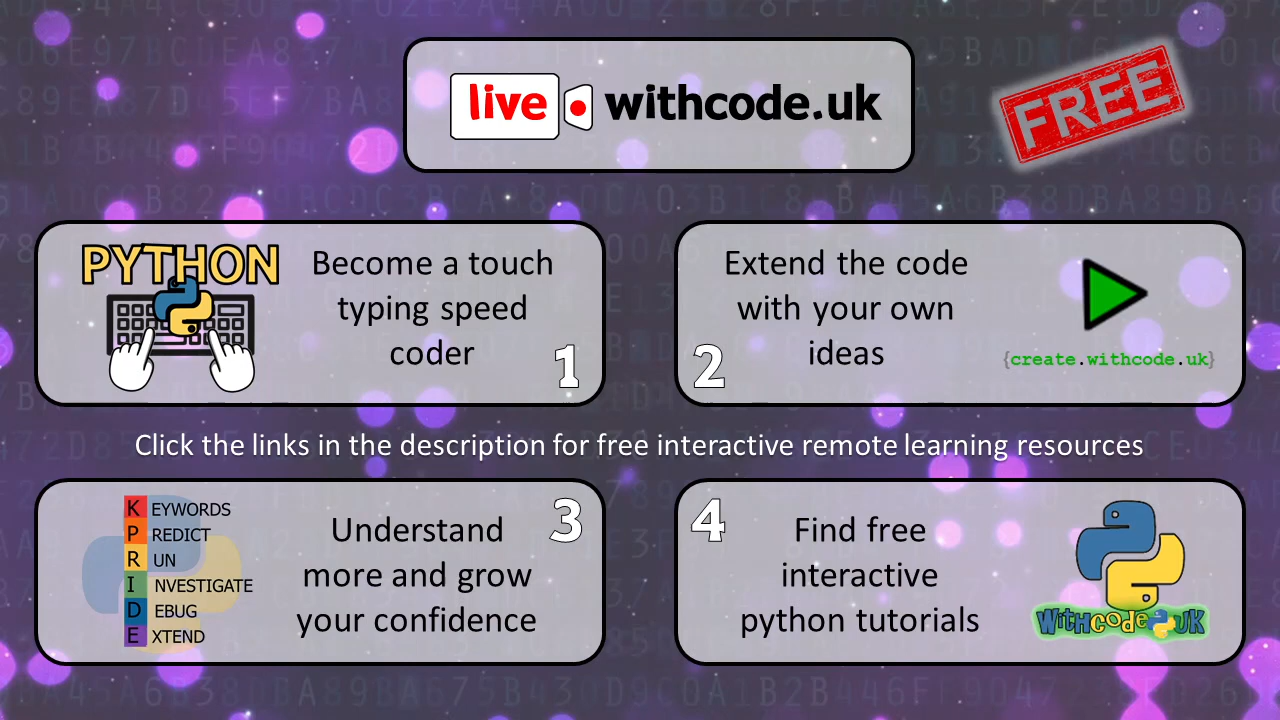 live withcode.uk
FREE
PYTHON
Become a touch
typing speed
coder
1
Extend the code
with your own
ideas
2
{create.withcode.uk}
Click the links in the description for free interactive remote learning resources
KEYWORDS
PREDICT
RUN
INVESTIGATE
DEBUG
EXTEND
Understand
more and grow
your confidence
3
4
Find free
interactive
python tutorials
WithCode UK